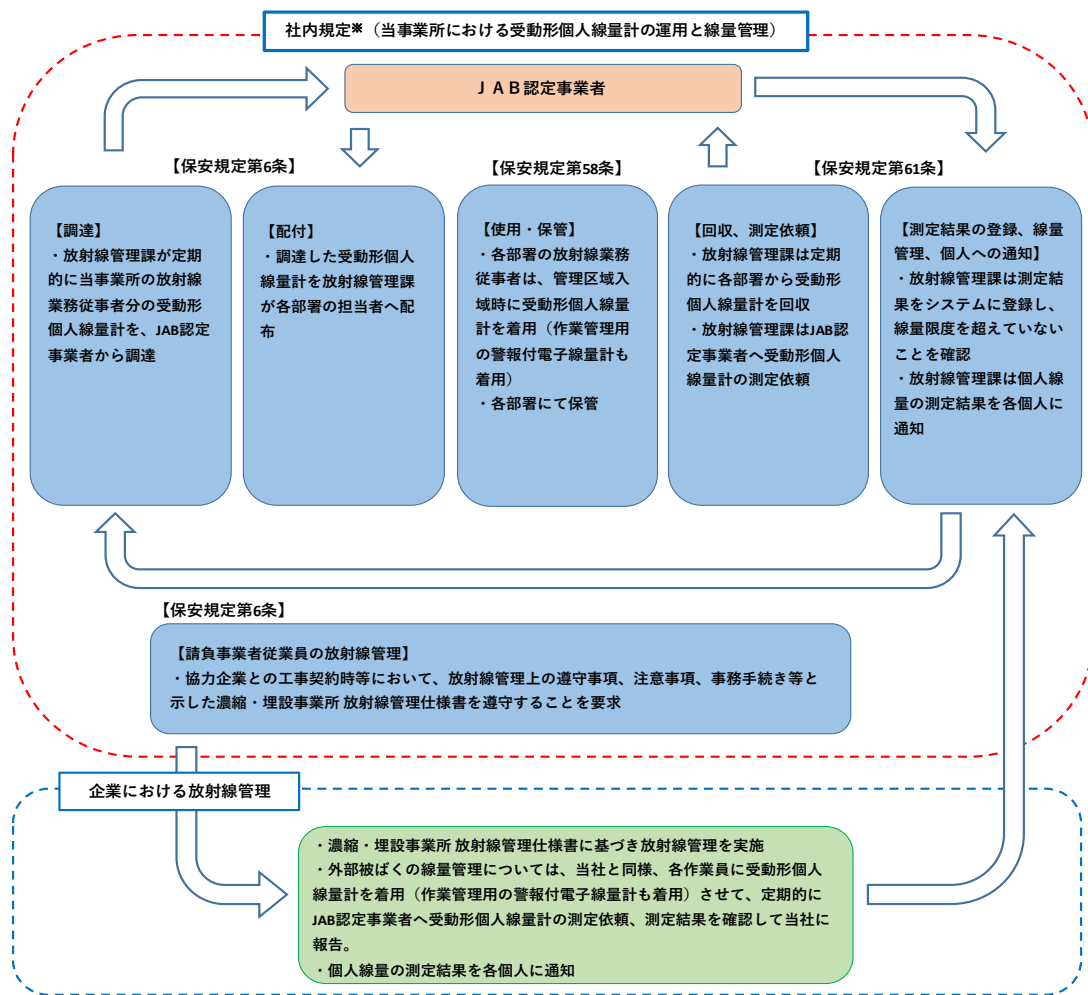 社内規定※（当事業所における受動形個人線量計の運用と線量管理）
ＪＡＢ認定事業者
【保安規定第6条】
【保安規定第58条】
【保安規定第61条】
【調達】
・放射線管理課が定期
的に当事業所の放射線
業務従事者分の受動形
個人線量計を、JAB認定
事業者から調達
【配付】
・調達した受動形個人
線量計を放射線管理課
が各部署の担当者へ配
布
【使用・保管】
・各部署の放射線業務
従事者は、管理区域入
域時に受動形個人線量
計を着用（作業管理用
の警報付電子線量計も
着用）
・各部署にて保管
【回収、測定依頼】
・放射線管理課は定期
的に各部署から受動形
個人線量計を回収
・放射線管理課はJAB認
定事業者へ受動形個人
線量計の測定依頼
【測定結果の登録、線量
管理、個人への通知】
・放射線管理課は測定結
果をシステムに登録し、
線量限度を超えていない
ことを確認
・放射線管理課は個人線
量の測定結果を各個人に
通知
【保安規定第6条】
【請負事業者従業員の放射線管理】
・協力企業との工事契約時等において、放射線管理上の遵守事項、注意事項、事務手続き等と
示した濃縮・埋設事業所 放射線管理仕様書を遵守することを要求
企業における放射線管理
・濃縮・埋設事業所 放射線管理仕様書に基づき放射線管理を実施
・外部被ばくの線量管理については、当社と同様、各作業員に受動形個人
線量計を着用（作業管理用の警報付電子線量計も着用）させて、定期的に
JAB認定事業者へ受動形個人線量計の測定依頼、測定結果を確認して当社に
報告。
・個人線量の測定結果を各個人に通知